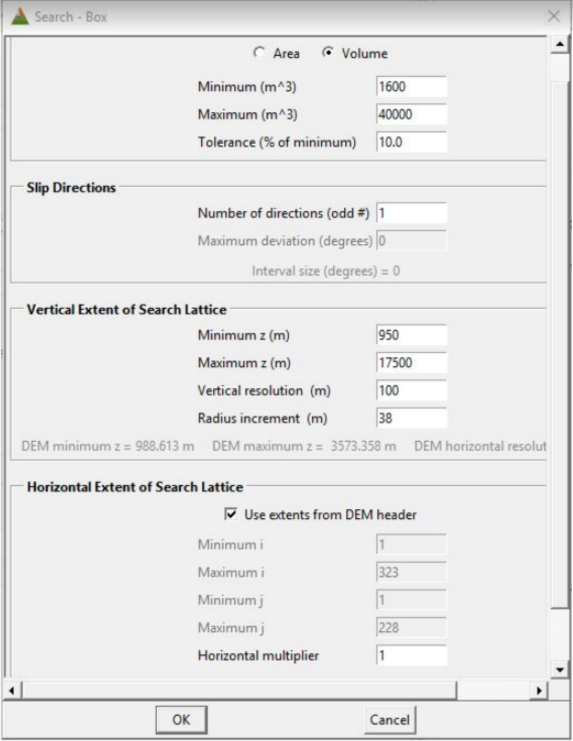 Search - Box
Area Volume
Minimum (m^3) 1600
Maximum (m^3) 40000
Tolerance (% of minimum) 10.0
Slip Directions
Number of directions (odd #) 1
Maximum deviation (degrees) 0
Interval size (degrees) = 0
Vertical Extent of Search Lattice
Minimum z (m) 950
Maximum z (m) 17500
Vertical resolution (m) 100
Radius increment (m) 38
DEM minimum z = 988.613 m DEM maximum z = 3573.358 m DEM horizontal resolut
Horizontal Extent of Search Lattice
Use extents from DEM header
Minimum i 1
Maximum i 323
Minimum j 1
Maximum j 228
Horizontal multiplier 1
OK Cancel